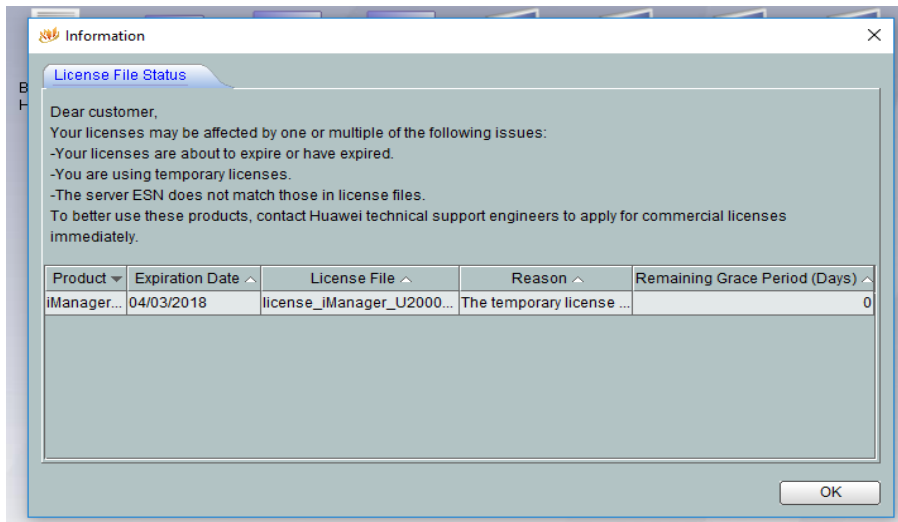 Information
License File Status
B
H
Dear customer,
Your licenses may be affected by one or multiple of the following issues:
-Your licenses are about to expire or have expired.
-You are using temporary licenses.
-The server ESN does not match those in license files.
To better use these products, contact Huawei technical support engineers to apply for commercial licenses
immediately.
Product Expiration Date License File Reason Remaining Grace Period (Days)
iManager... 04/03/2018 license_iManager_U2000... The temporary license ... 0
OK